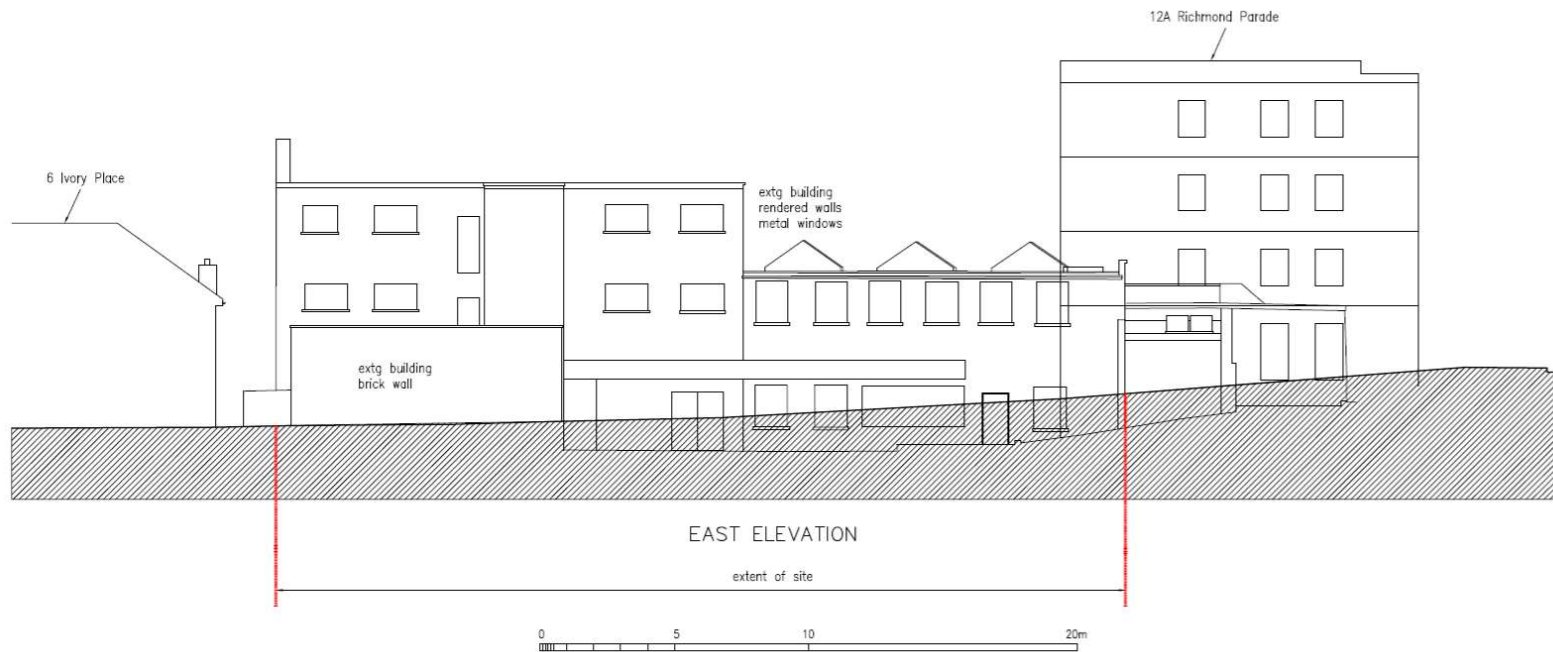 12A Richmond Parade
6 Ivory Place
extg building
rendered walls
metal windows
extg building
brick wall
EAST ELEVATION
extent of site
0 5 10 20m